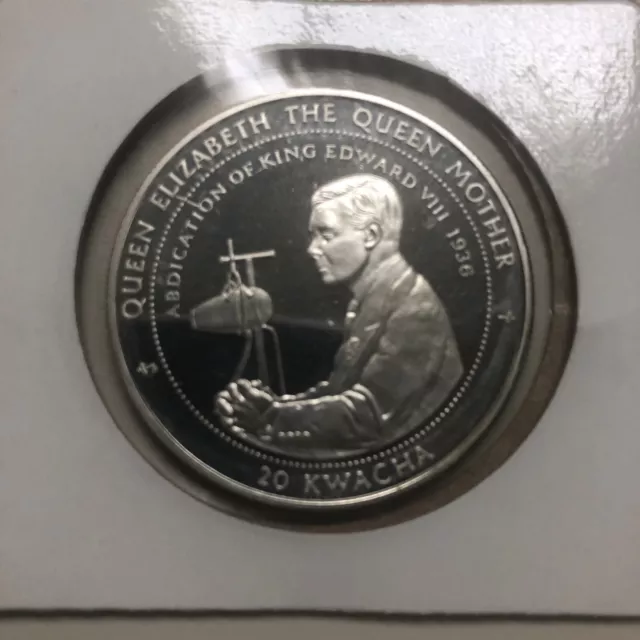 QUEEN ELIZABETH THE QUEEN MOTHER
ABDICATION OF KING EDWARD VIII 1936
20 KWACHA